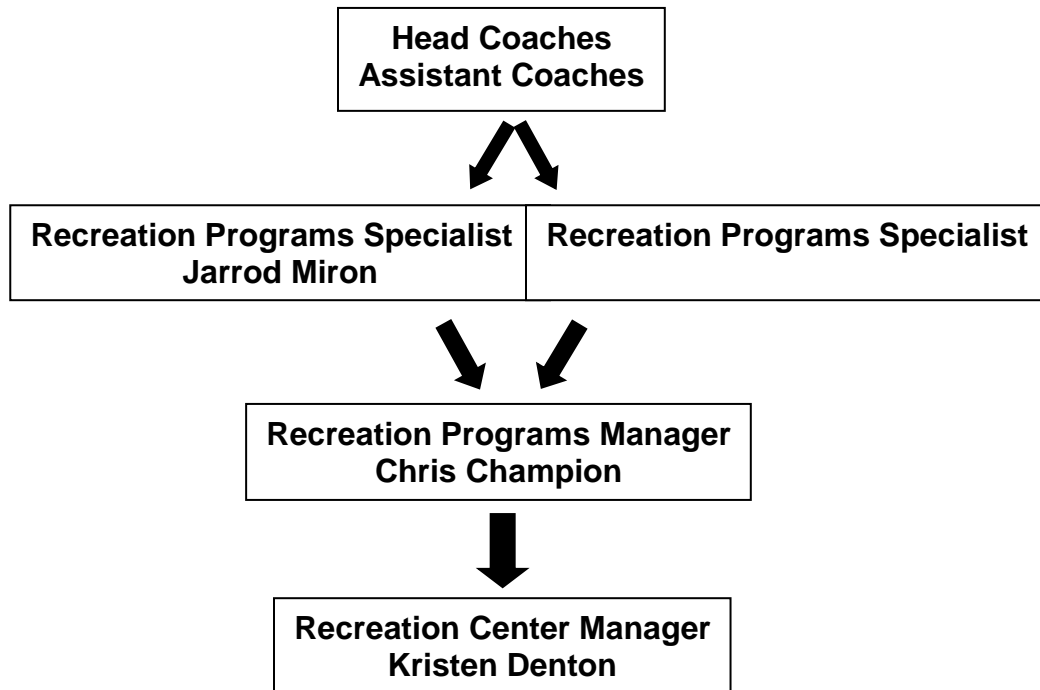 Head Coaches
Assistant Coaches
Recreation Programs Specialist
Jarrod Miron
Recreation Programs Specialist
Recreation Programs Manager
Chris Champion
Recreation Center Manager
Kristen Denton